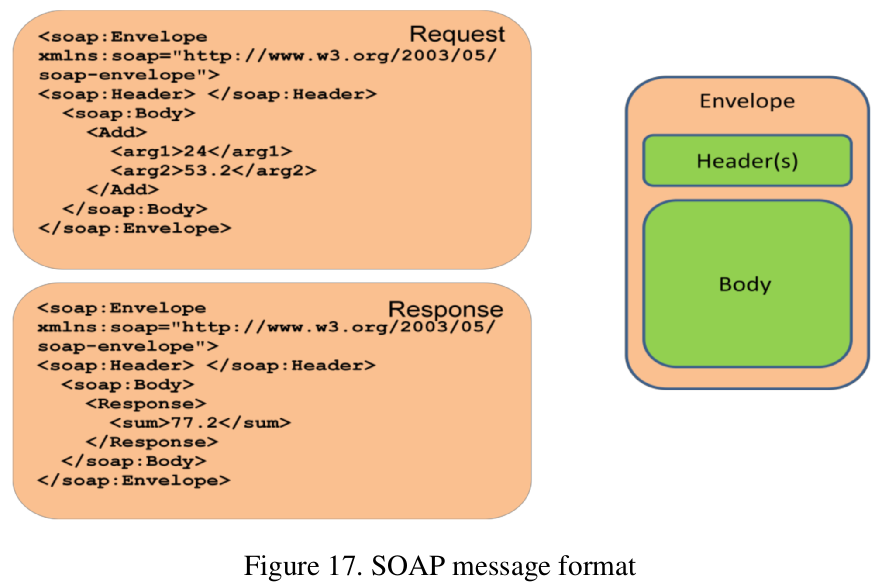 Request
<soap:Envelope
xmlns:soap="http://www.w3.org/2003/05/
soap-envelope">
<soap:Header> </soap:Header>
<soap:Body>
<Add>
<arg1>24</arg1>
<arg2>53.2</arg2>
</Add>
</soap:Body>
</soap:Envelope>
Response
<soap:Envelope
xmlns:soap="http://www.w3.org/2003/05/
soap-envelope">
<soap:Header> </soap:Header>
<soap:Body>
<Response>
<sum>77.2</sum>
</Response>
</soap:Body>
</soap:Envelope>
Envelope
Header(s)
Body
Figure 17. SOAP message format